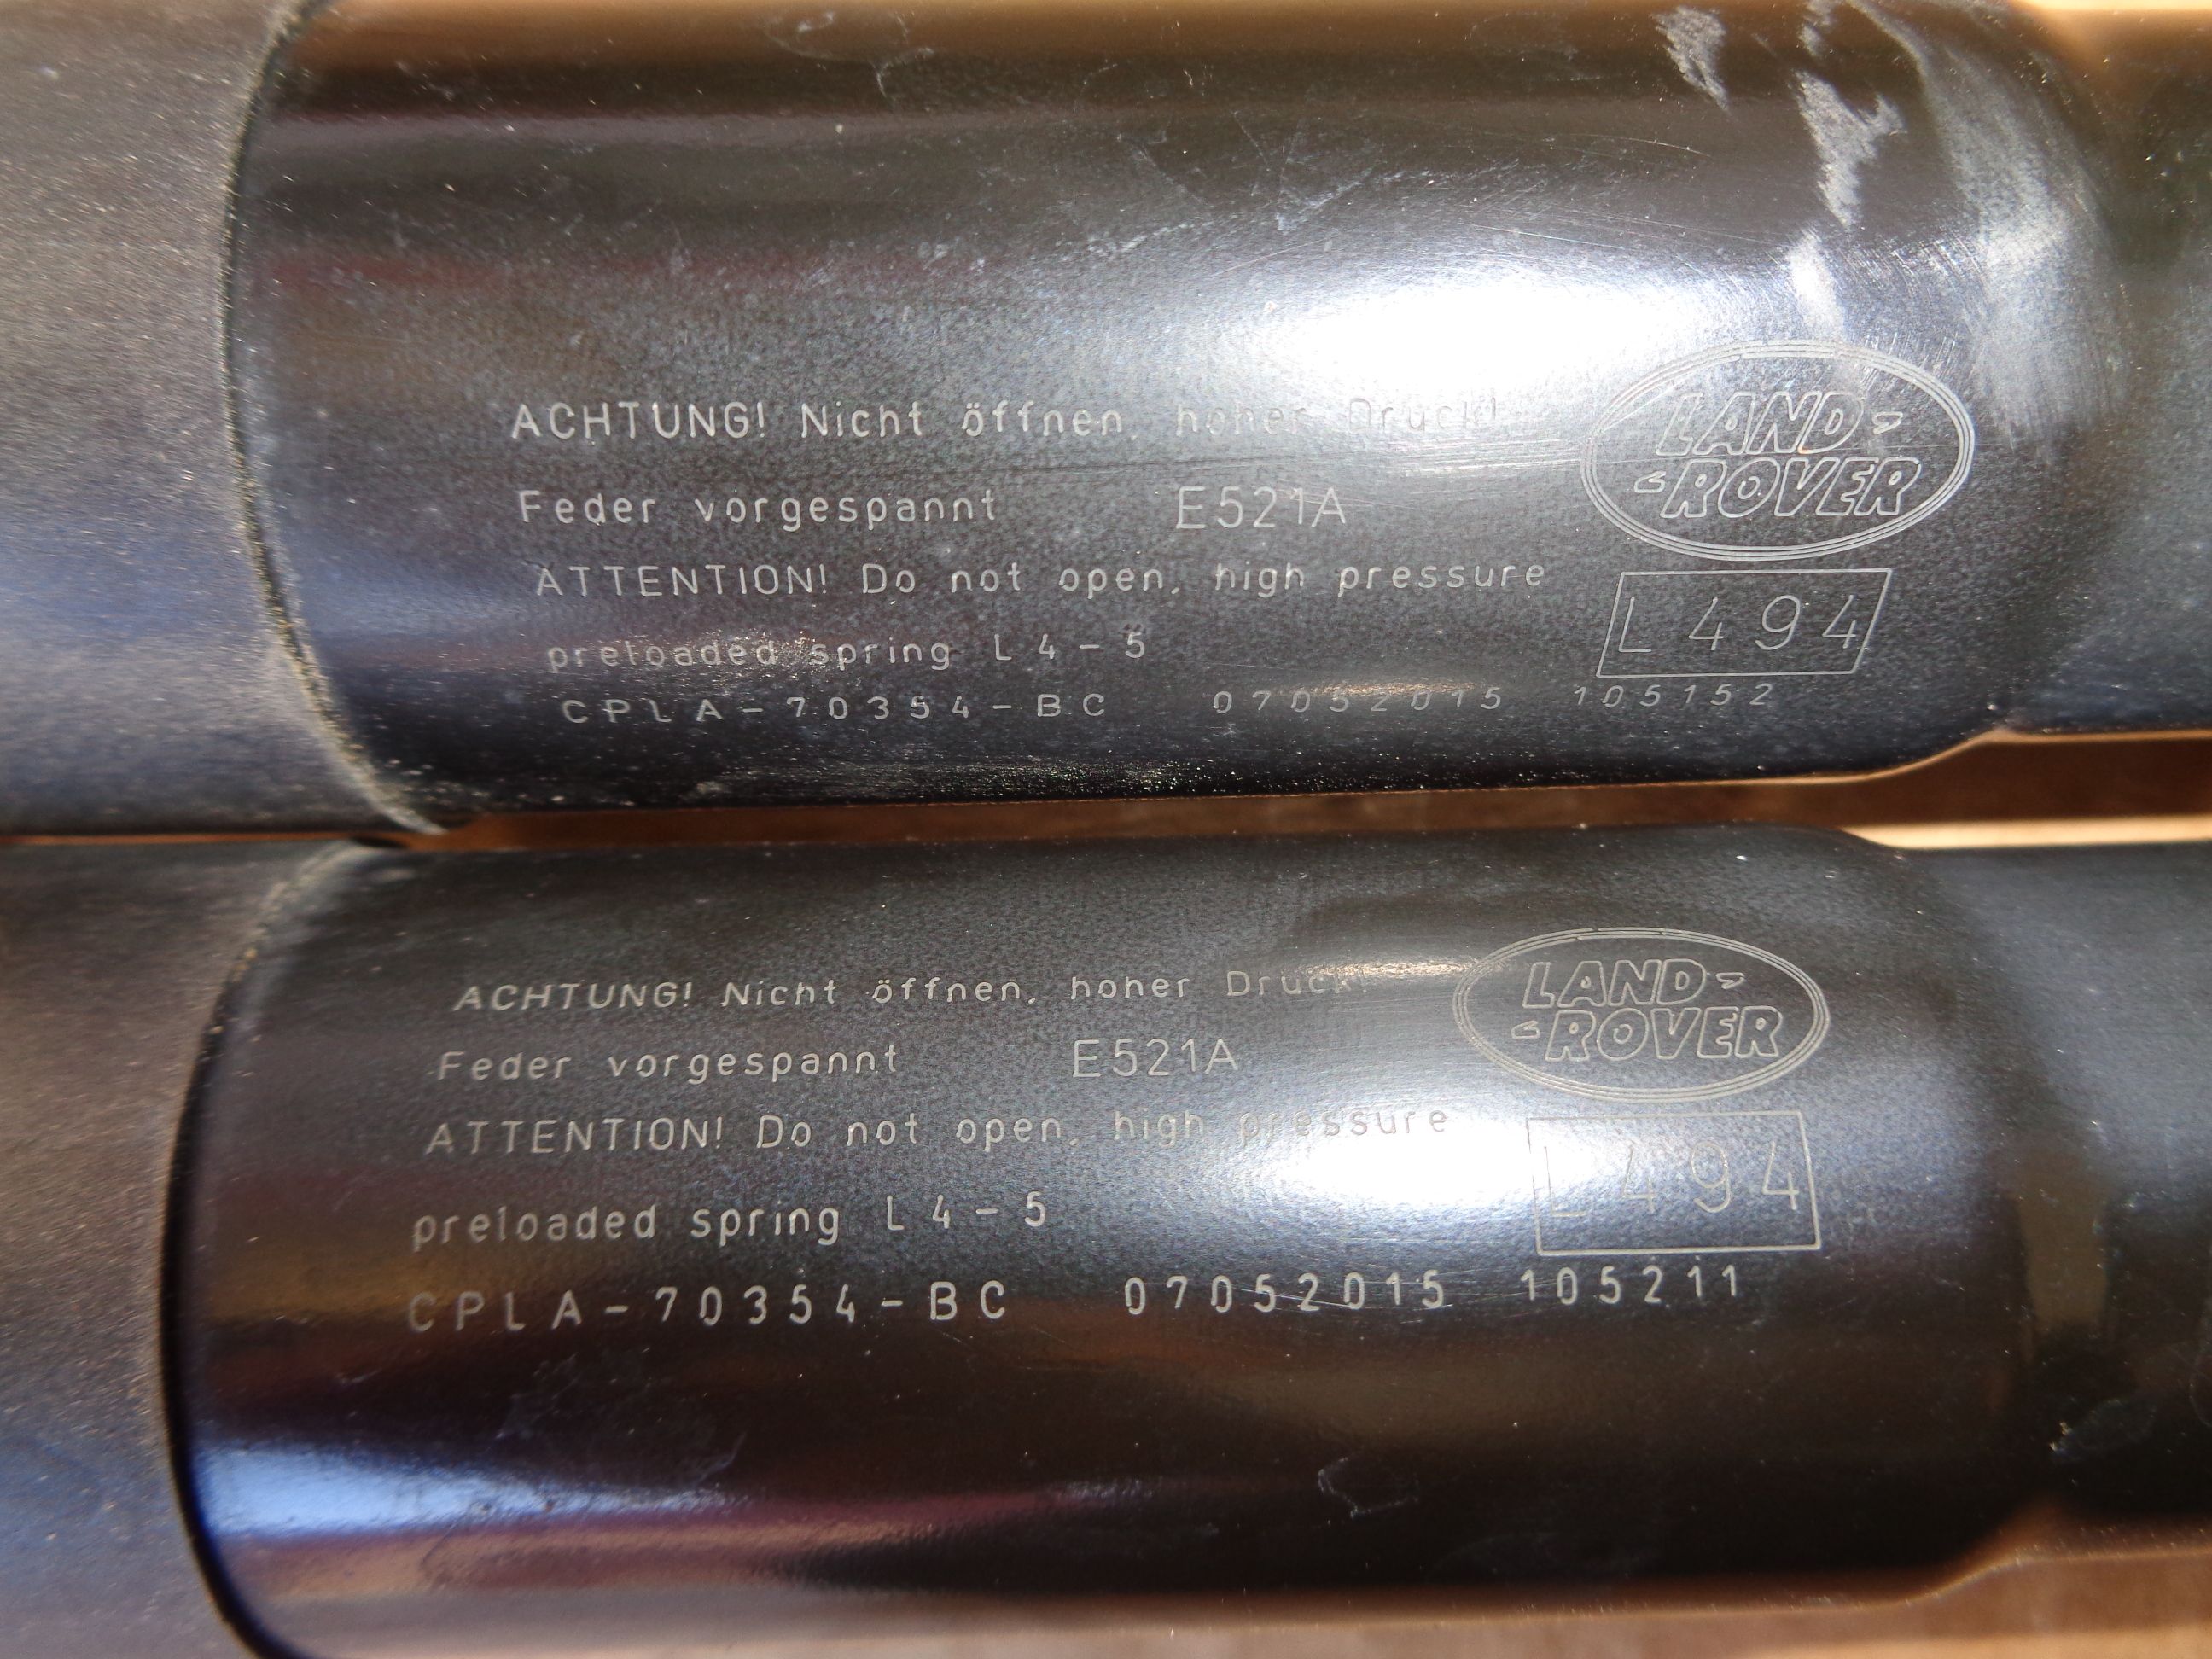 ACHTUNG! Nicht öffnen, hoher Druck!
Feder vorgespannt E521A
ATTENTION! Do not open, high pressure
preloaded spring L4-5
CPLA-70354-BC 07052015 105152
LAND-
-ROVER
L494
ACHTUNG! Nicht öffnen, hoher Druck!
Feder vorgespannt E521A
ATTENTION! Do not open, high pressure
preloaded spring L4-5
CPLA-70354-BC 07052015 105211
LAND-
-ROVER
L494